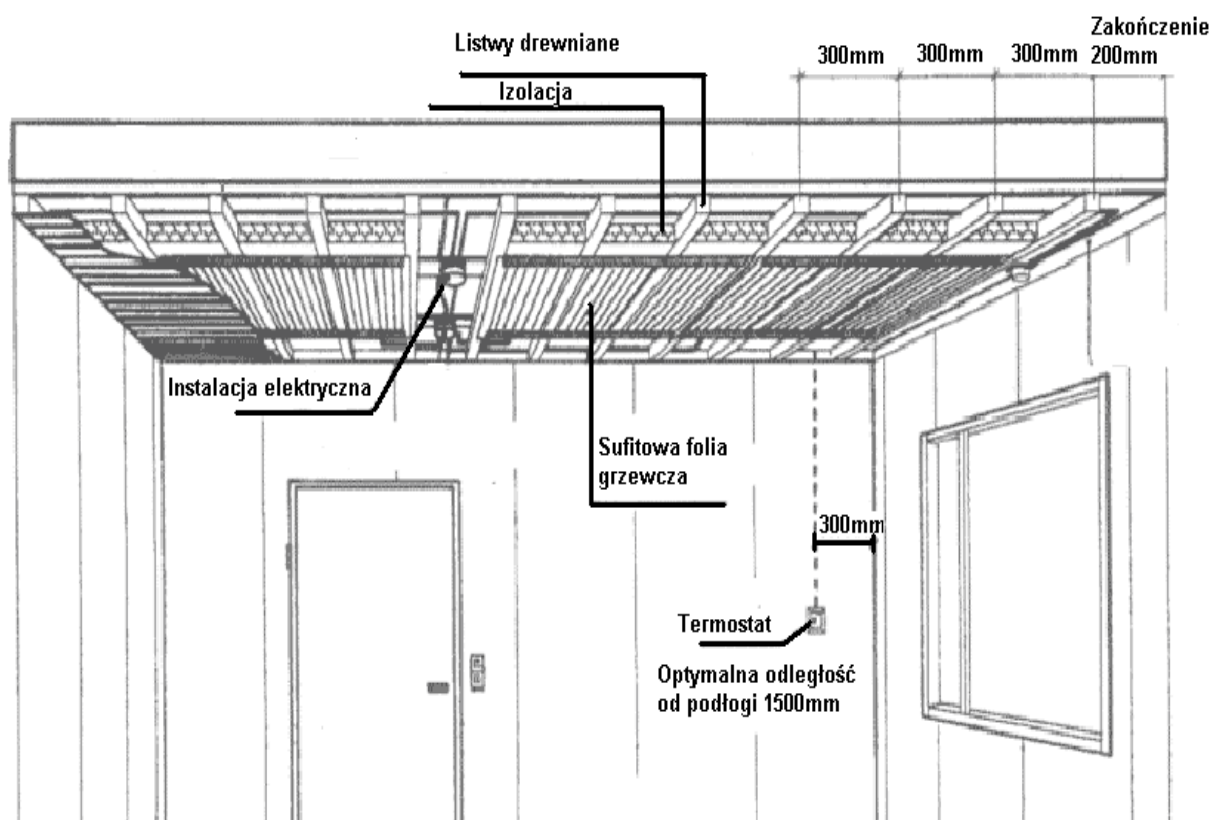 Listwy drewniane
Izolacja
300mm
300mm
300mm
Zakończenie
200mm
Instalacja elektryczna
Sufitowa folia
grzewcza
300mm
Termostat
Optymalna odległość
od podłogi 1500mm